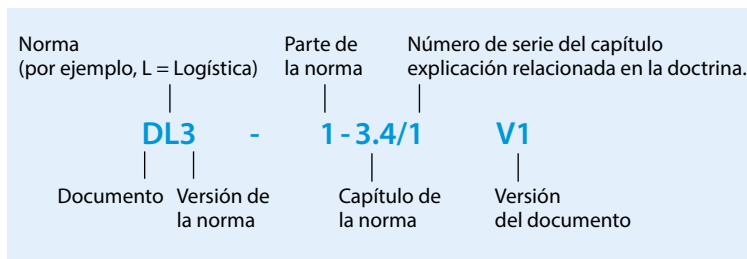 Norma
(por ejemplo, L = Logística)
Parte de
la norma
Número de serie del capítulo
explicación relacionada en la doctrina.
DL3 - 1 - 3.4/1 V1
Documento
Versión de
la norma
Capítulo de
la norma
Versión
del documento